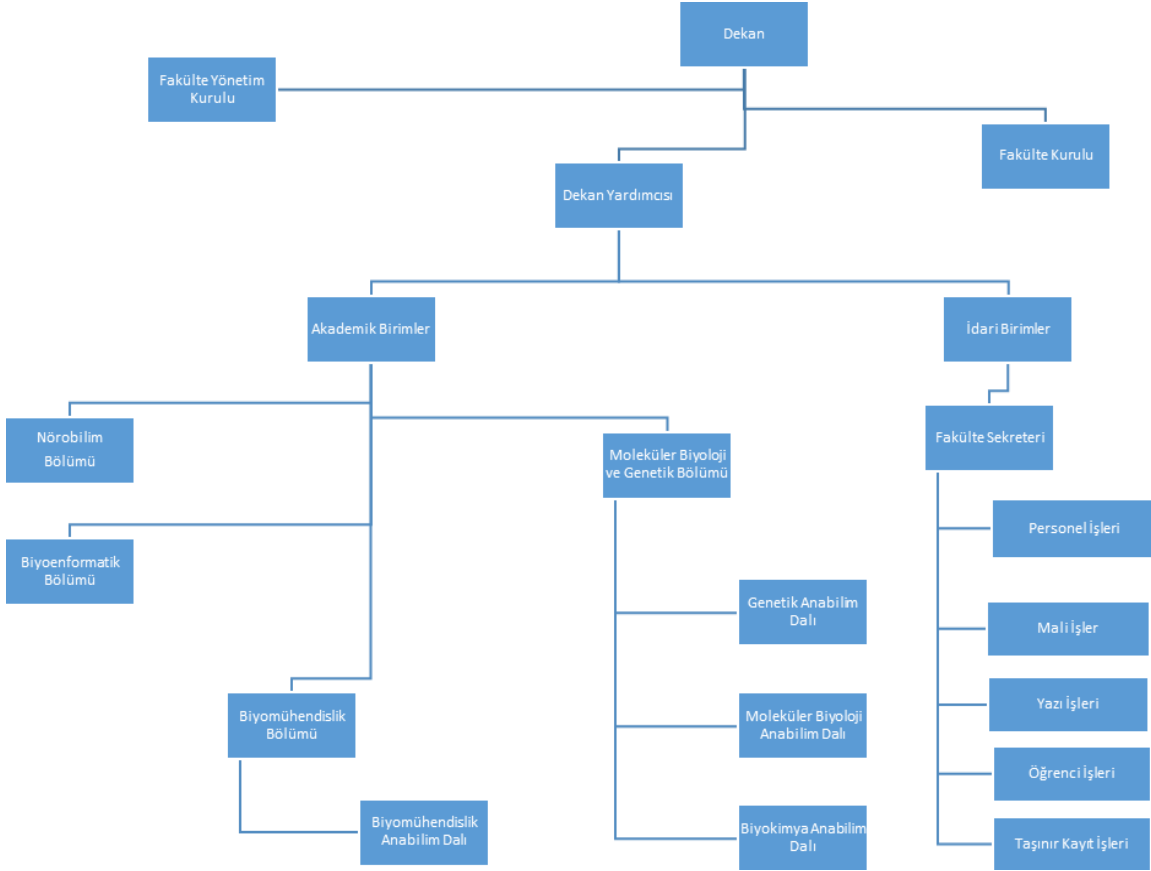 Dekan
Fakülte Yönetim
Kurulu
Fakülte Kurulu
Dekan Yardımcısı
Akademik Birimler
İdari Birimler
Nörobilim
Bölümü
Moleküler Biyoloji
ve Genetik Bölümü
Fakülte Sekreteri
Biyoenformatik
Bölümü
Personel İşleri
Genetik Anabilim
Dalı
Mali İşler
Biyomühendislik
Bölümü
Moleküler Biyoloji
Anabilim Dalı
Yazı İşleri
Öğrenci İşleri
Biyomühendislik
Anabilim Dalı
Biyokimya Anabilim
Dalı
Taşınır Kayıt İşleri